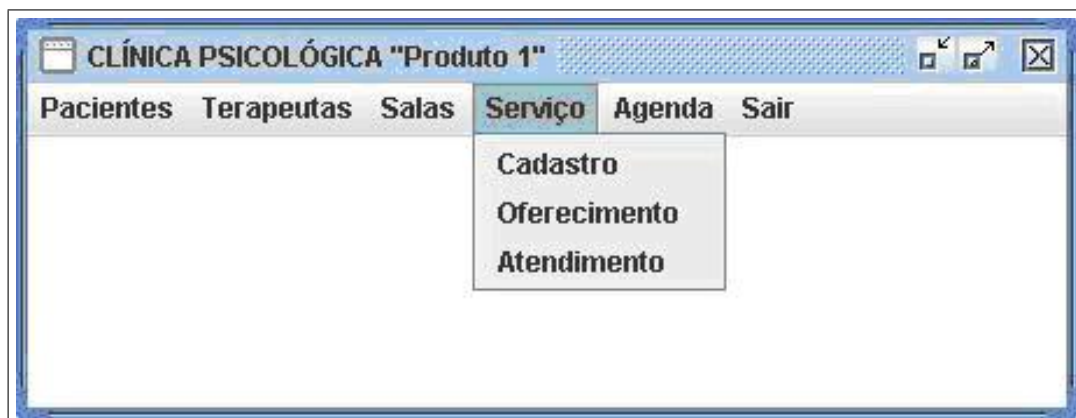 CLÍNICA PSICOLÓGICA "Produto 1"
Pacientes Terapeutas Salas Serviço Agenda Sair
Cadastro
Oferecimento
Atendimento